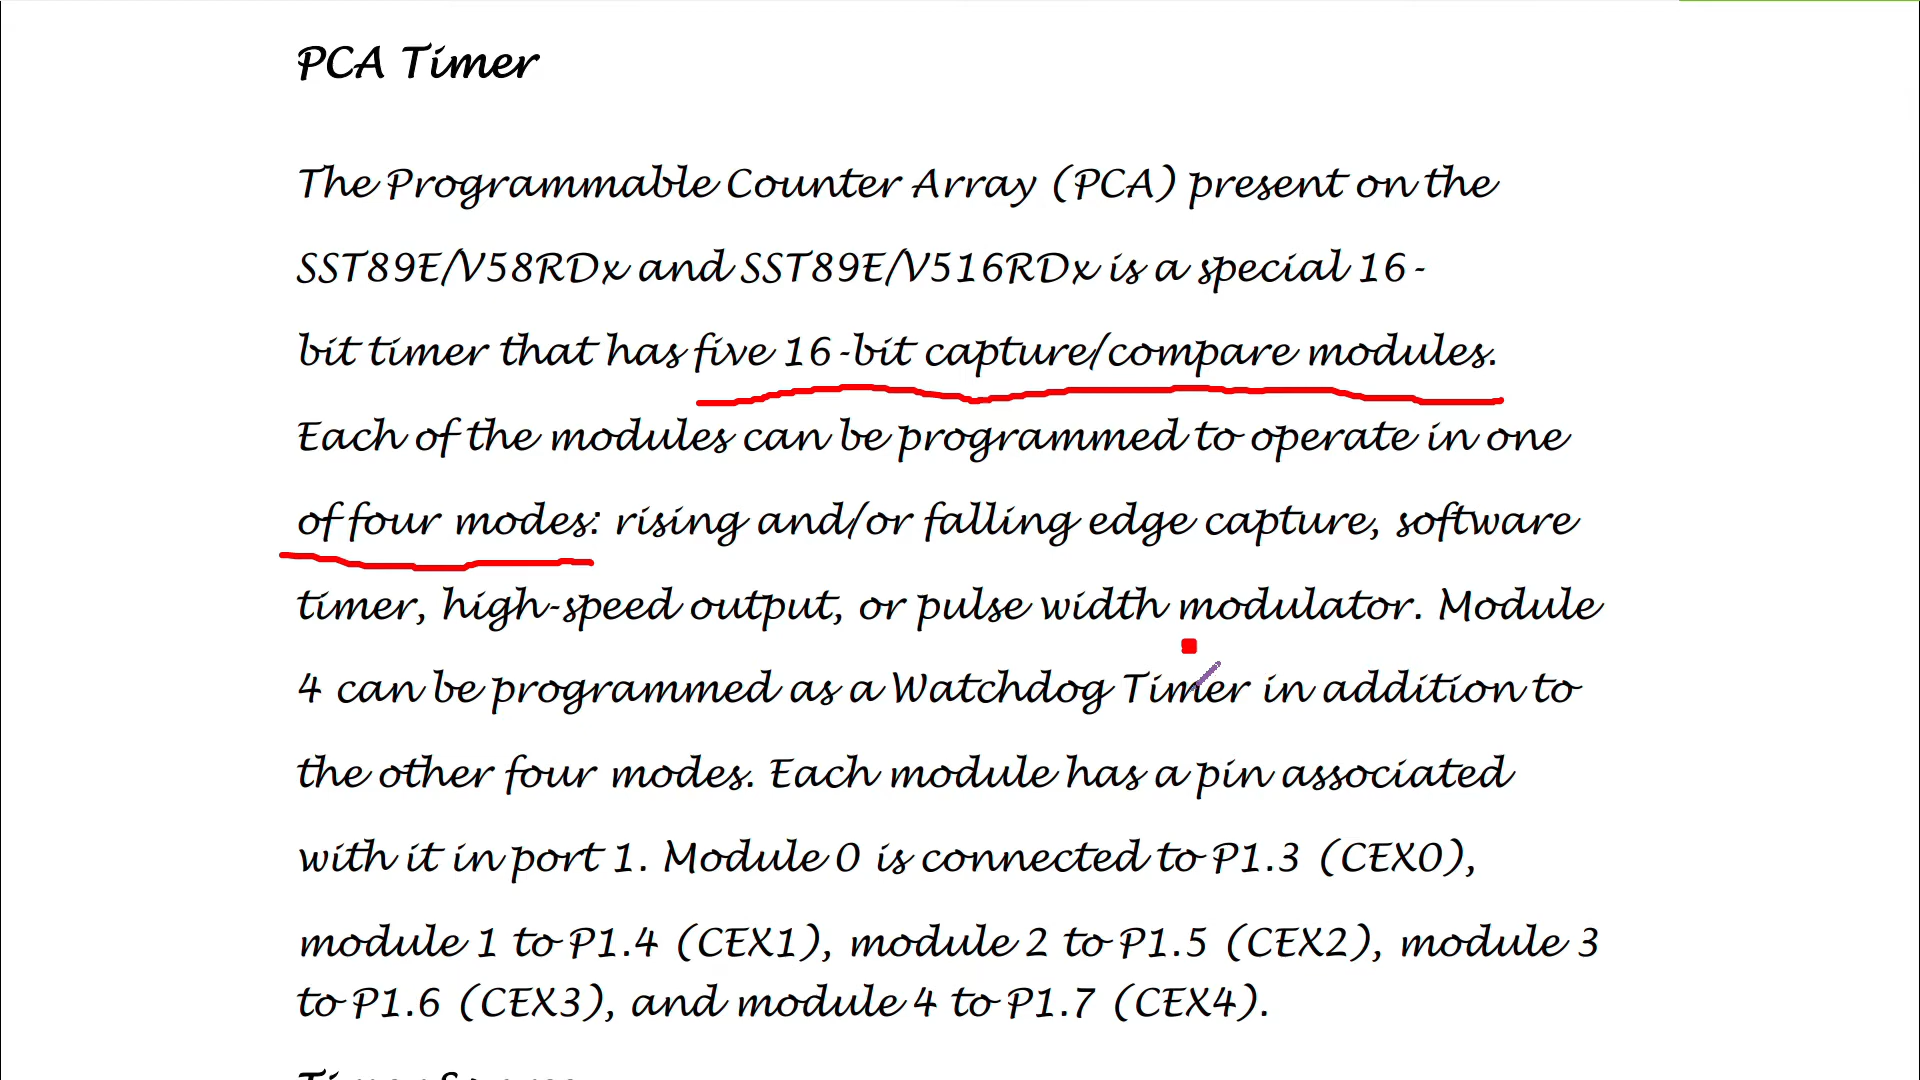 PCA Timer
The Programmable Counter Array (PCA) present on the
SST89E/V58RDx and SST89E/V516RDx is a special 16-
bit timer that has five 16-bit capture/compare modules.
Each of the modules can be programmed to operate in one
of four modes: rising and/or falling edge capture, software
timer, high-speed output, or pulse width modulator. Module
4 can be programmed as a Watchdog Timer in addition to
the other four modes. Each module has a pin associated
with it in port 1. Module 0 is connected to P1.3 (CEX0),
module 1 to P1.4 (CEX1), module 2 to P1.5 (CEX2), module 3
to P1.6 (CEX3), and module 4 to P1.7 (CEX4).